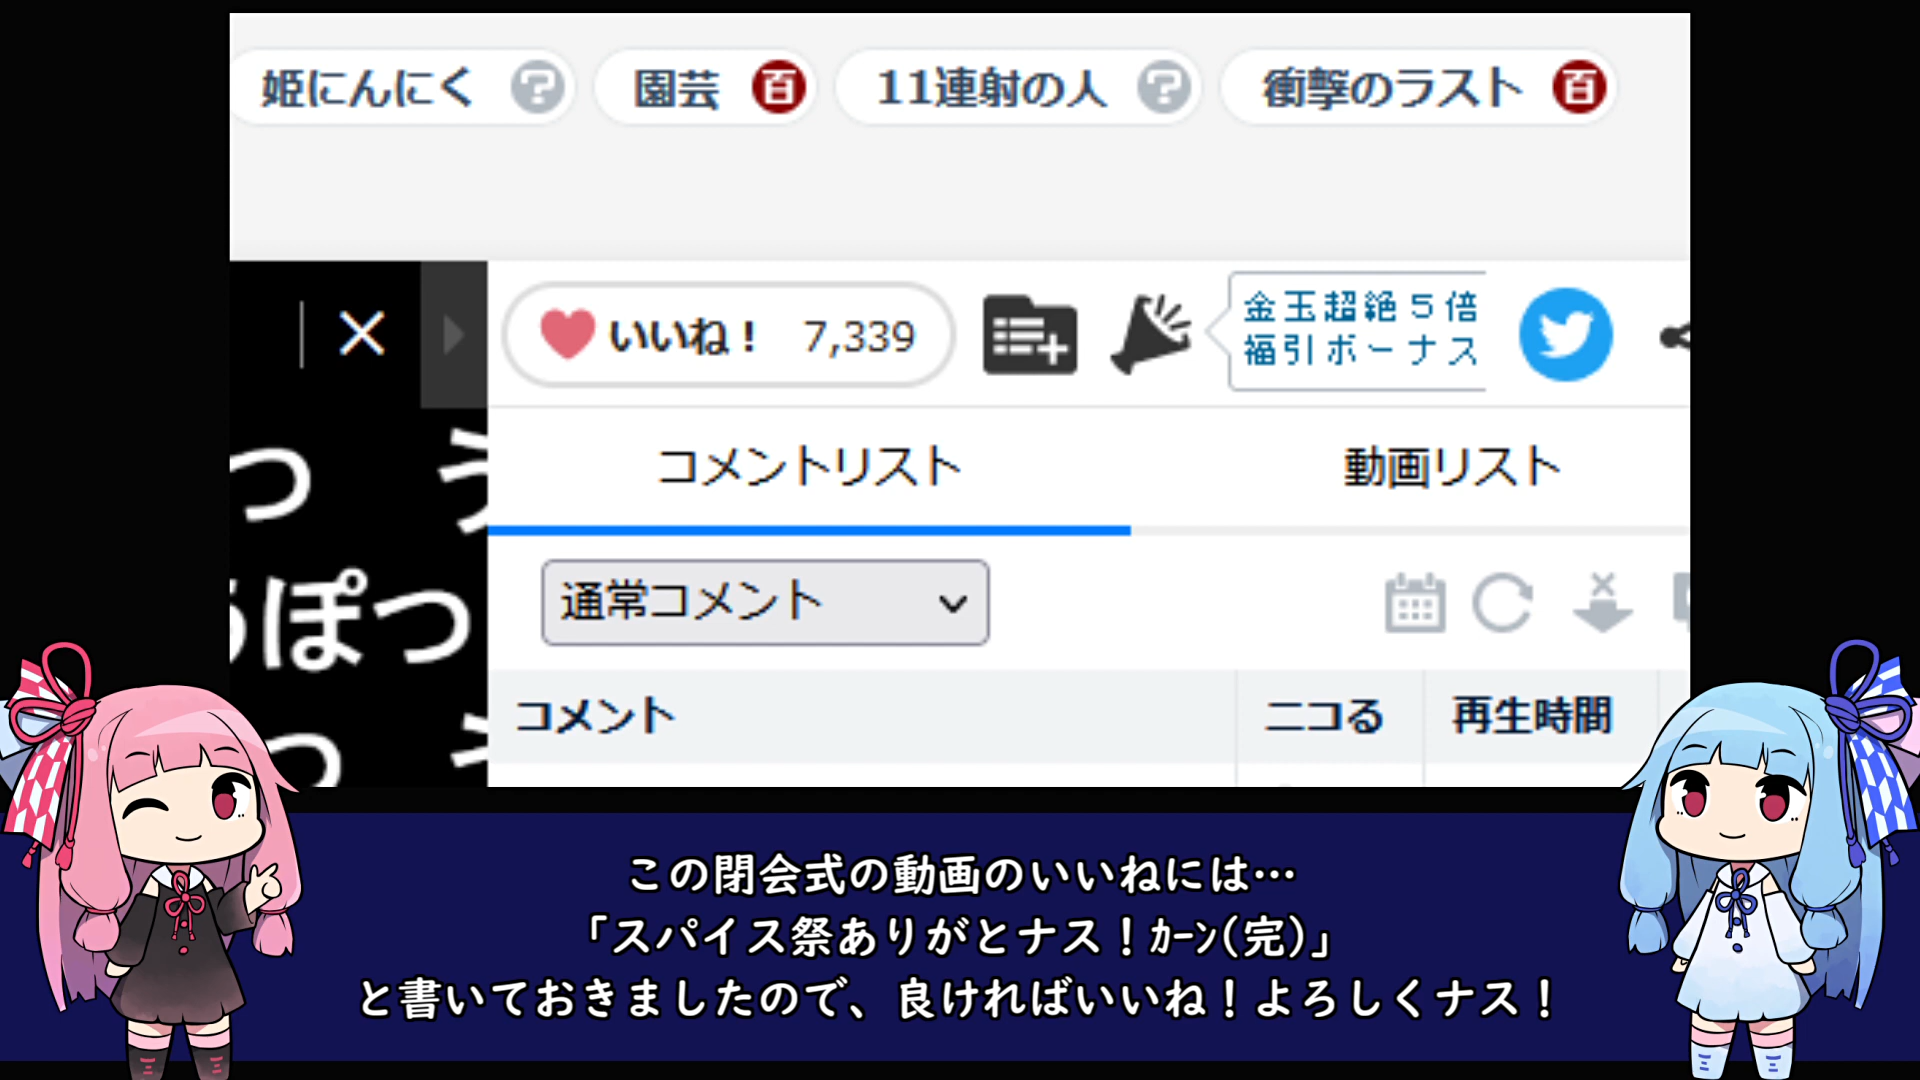 姫にんにく
園芸 百
11連射の人
衝撃のラスト 百
いいね！ 7,339
金玉超絶５倍
福引ボーナス
コメントリスト
動画リスト
つ う
うぽつ
つ う
通常コメント
コメント
ニコる
再生時間
この閉会式の動画のいいねには…
「スパイス祭ありがとナス！ｶｰﾝ(完)」
と書いておきましたので、良ければいいね！よろしくナス！